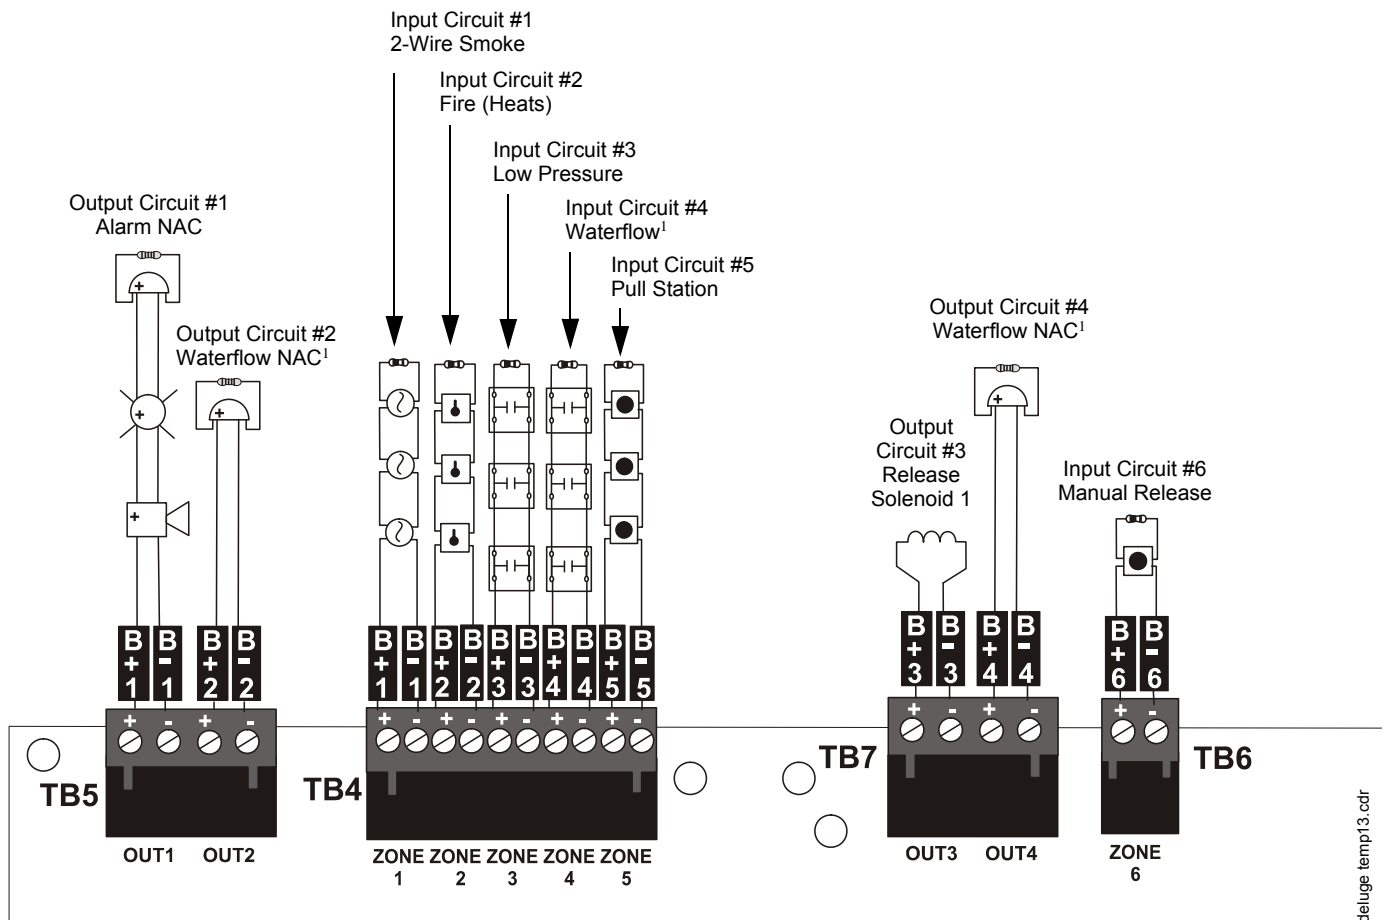 Input Circuit #1
2-Wire Smoke
Input Circuit #2
Fire (Heats)
Input Circuit #3
Low Pressure
Input Circuit #4
Waterflow¹
Input Circuit #5
Pull Station
Output Circuit #1
Alarm NAC
Output Circuit #2
Waterflow NAC¹
Output Circuit #4
Waterflow NAC¹
Output
Circuit #3
Release
Solenoid 1
Input Circuit #6
Manual Release
+
+
+
+
+
B+1
B-1
B+2
B-2
B+1
B-1
B+2
B-2
B+3
B-3
B+4
B-4
B+5
B-5
B+3
B-3
B+4
B-4
B+6
B-6
+ - + -
+ - + - + - + - + -
+ - + -
+ -
TB5
TB4
TB7
TB6
OUT1 OUT2
ZONE 1
ZONE 2
ZONE 3
ZONE 4
ZONE 5
OUT3 OUT4
ZONE 6
deluge temp13.cdr